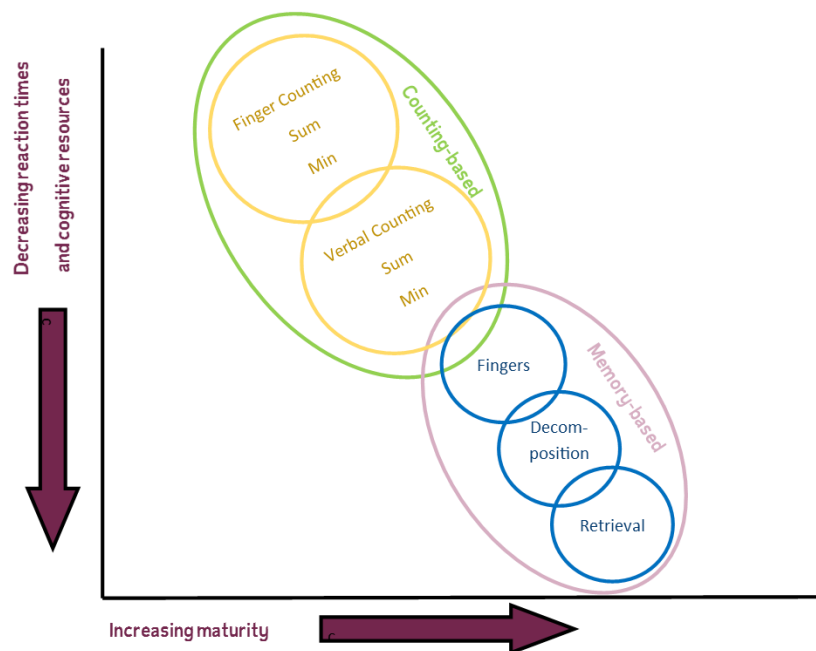 Decreasing reaction times
and cognitive resources
c
Finger Counting
Sum
Min
Verbal Counting
Sum
Min
Counting-based
Fingers
Decom-
position
Retrieval
Memory-based
Increasing maturity
c